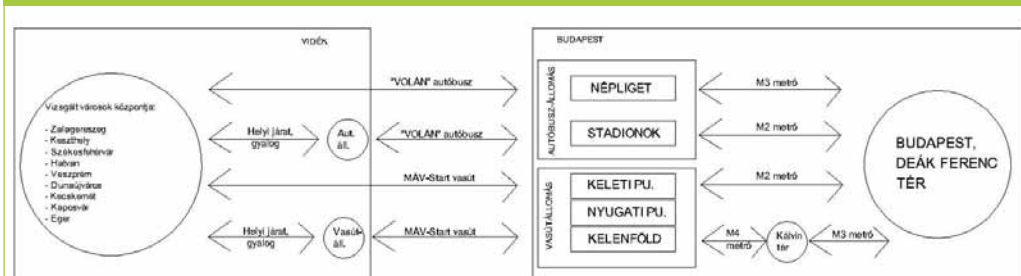 VIDÉK
Vizsgált városok központja:
- Zalegereszeg
- Keszthely
- Székesfehérvár
- Hatvan
- Veszprém
- Dunaújváros
- Kecskemét
- Kaposvár
- Eger
"VOLÁN" autóbusz
Helyi járat,
gyalog
Aut.
áll.
"VOLÁN" autóbusz
MÁV-Start vasút
Helyi járat,
gyalog
Vasút-
áll.
MÁV-Start vasút
BUDAPEST
AUTÓBUSZ-ÁLLOMÁS
NÉPLIGET
STADIONOK
VASÚTÁLLOMÁS
KELETI PU.
NYUGATI PU.
KELENFÖLD
M3 metró
M2 metró
M2 metró
M4
metró
Kálvin
tér
M3 metró
BUDAPEST,
DEÁK FERENC
TÉR